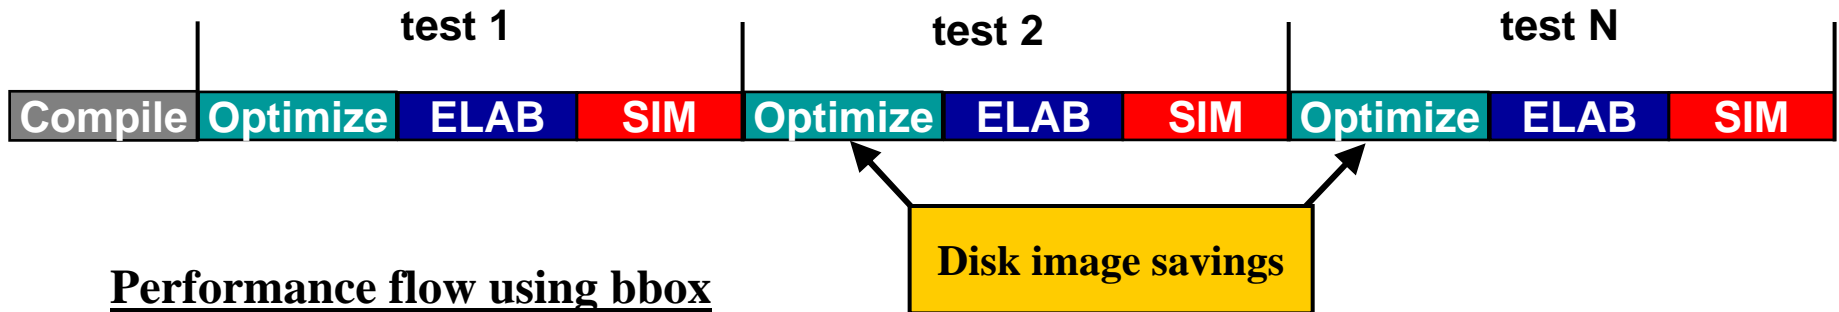 test 1 test 2 test N
Compile Optimize ELAB SIM Optimize ELAB SIM Optimize ELAB SIM
Disk image savings
Performance flow using bbox